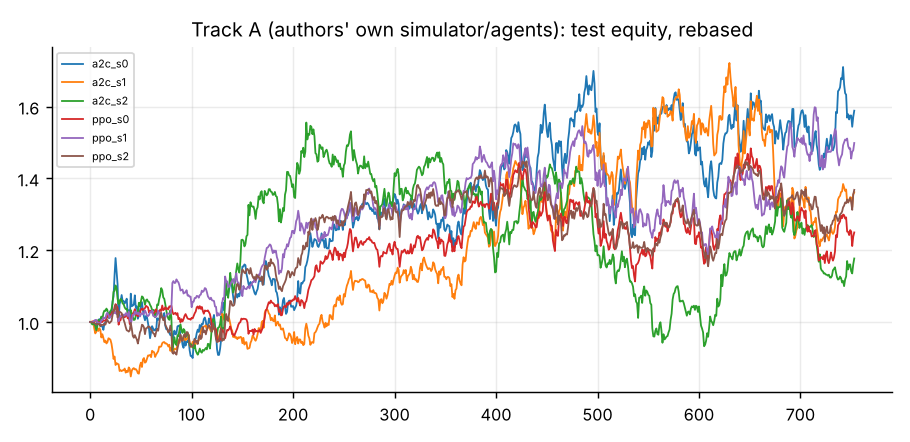 Track A (authors' own simulator/agents): test equity, rebased
a2c_s0
a2c_s1
a2c_s2
ppo_s0
ppo_s1
ppo_s2
1.6
1.4
1.2
1.0
0 100 200 300 400 500 600 700